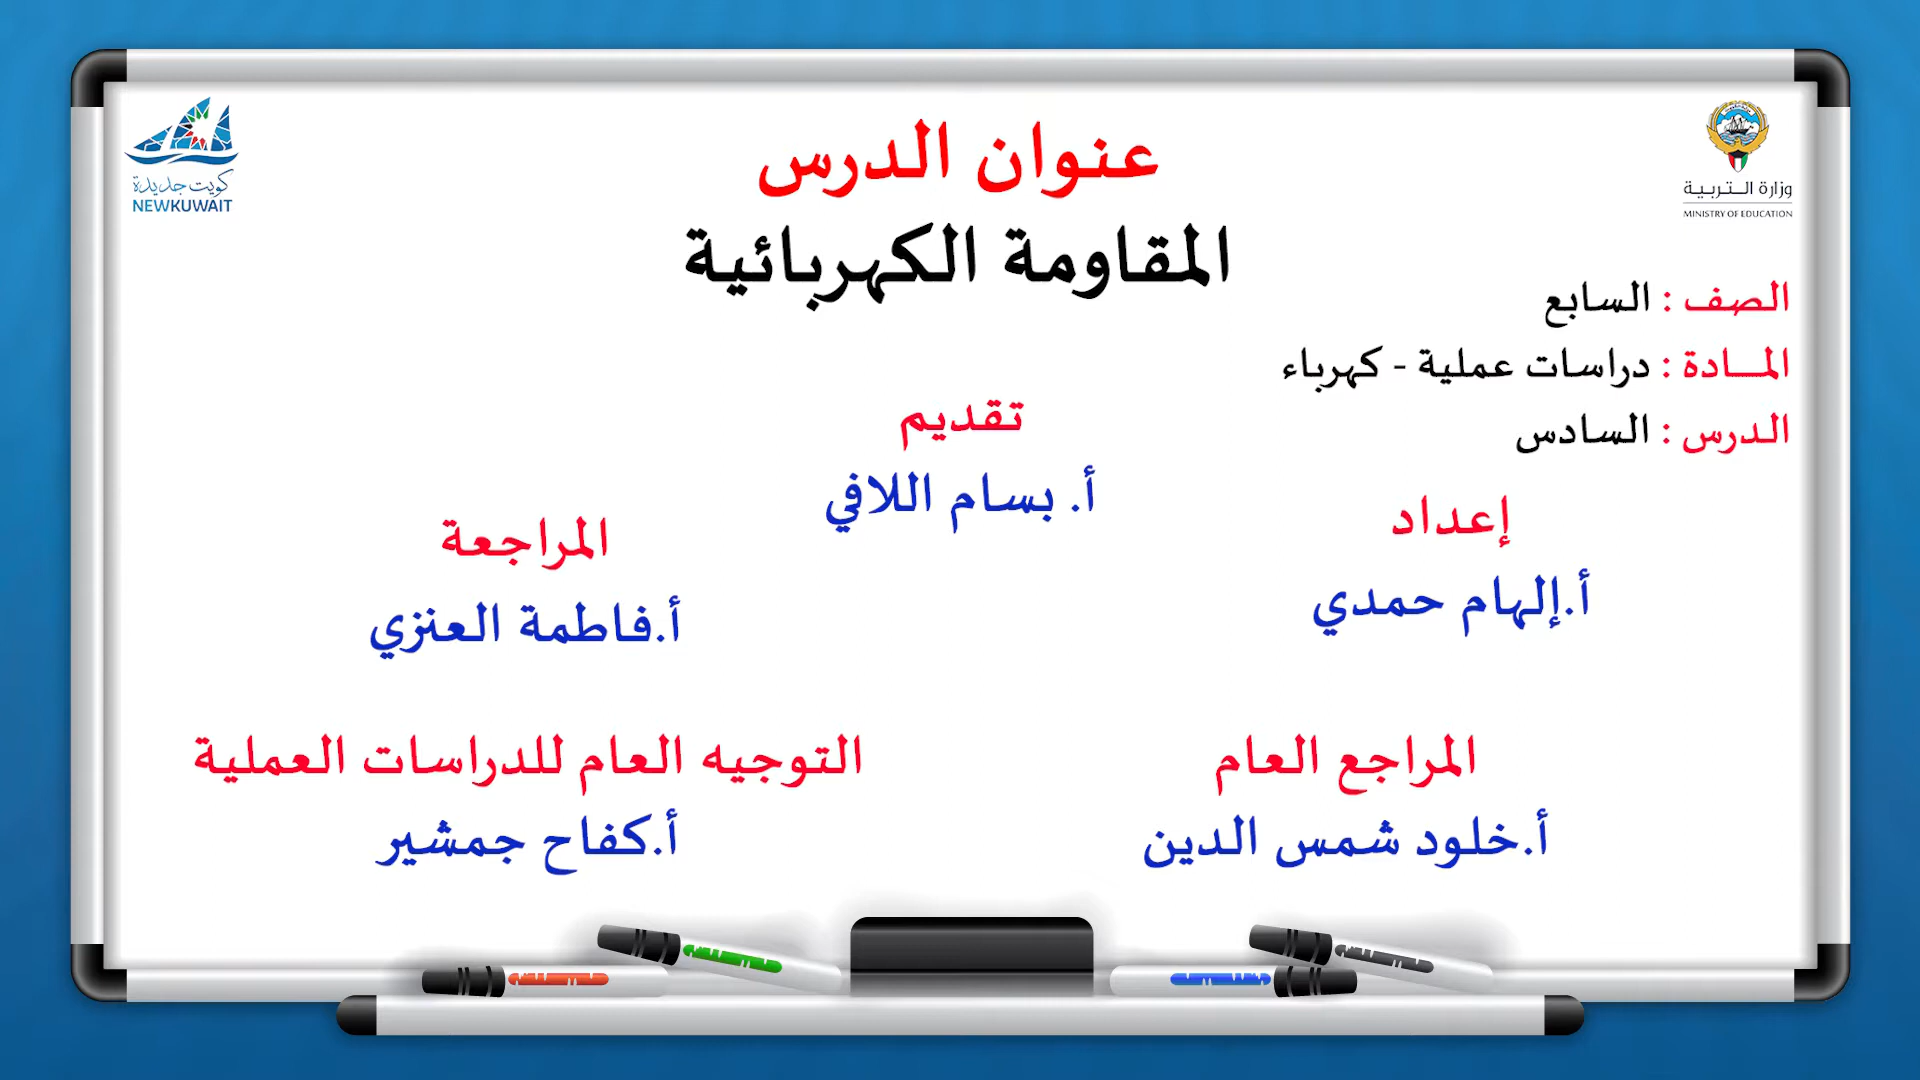 كويت جديدة
NEWKUWAIT
وزارة التربية
MINISTRY OF EDUCATION
عنوان الدرس
المقاومة الكهربائية
الصف : السابع
المـــادة : دراسات عملية - كهرباء
الدرس : السادس
تقديم
أ. بسام اللافي
إعداد
أ.إلهام حمدي
المراجعة
أ.فاطمة العنزي
المراجع العام
أ.خلود شمس الدين
التوجيه العام للدراسات العملية
أ.كفاح جمشير